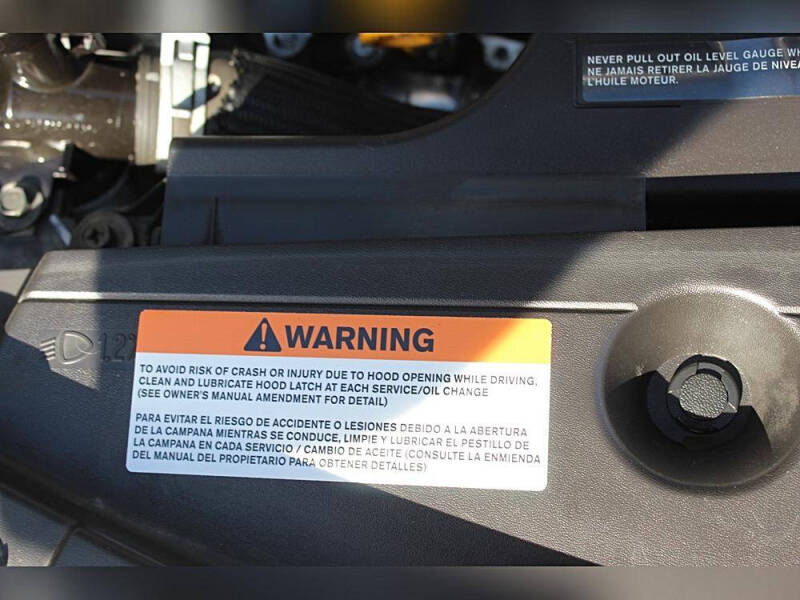 NEVER PULL OUT OIL LEVEL GAUGE
NE JAMAIS RETIRER LA JAUGE DE
L'HUILE MOTEUR.
WARNING
TO AVOID RISK OF CRASH OR INJURY DUE TO HOOD OPENING WHILE DRIVING,
CLEAN AND LUBRICATE HOOD LATCH AT EACH SERVICE/OIL CHANGE
(SEE OWNER'S MANUAL AMENDMENT FOR DETAIL)
PARA EVITAR EL RIESGO DE ACCIDENTE O LESIONES DEBIDO A LA ABERTURA
DE LA CAMPANA MIENTRAS SE CONDUCE, LIMPIE Y LUBRICAR EL PESTILLO DE
LA CAMPANA EN CADA SERVICIO / CAMBIO DE ACEITE (CONSULTE LA ENMIENDA
DEL MANUAL DEL PROPIETARIO PARA OBTENER DETALLES)